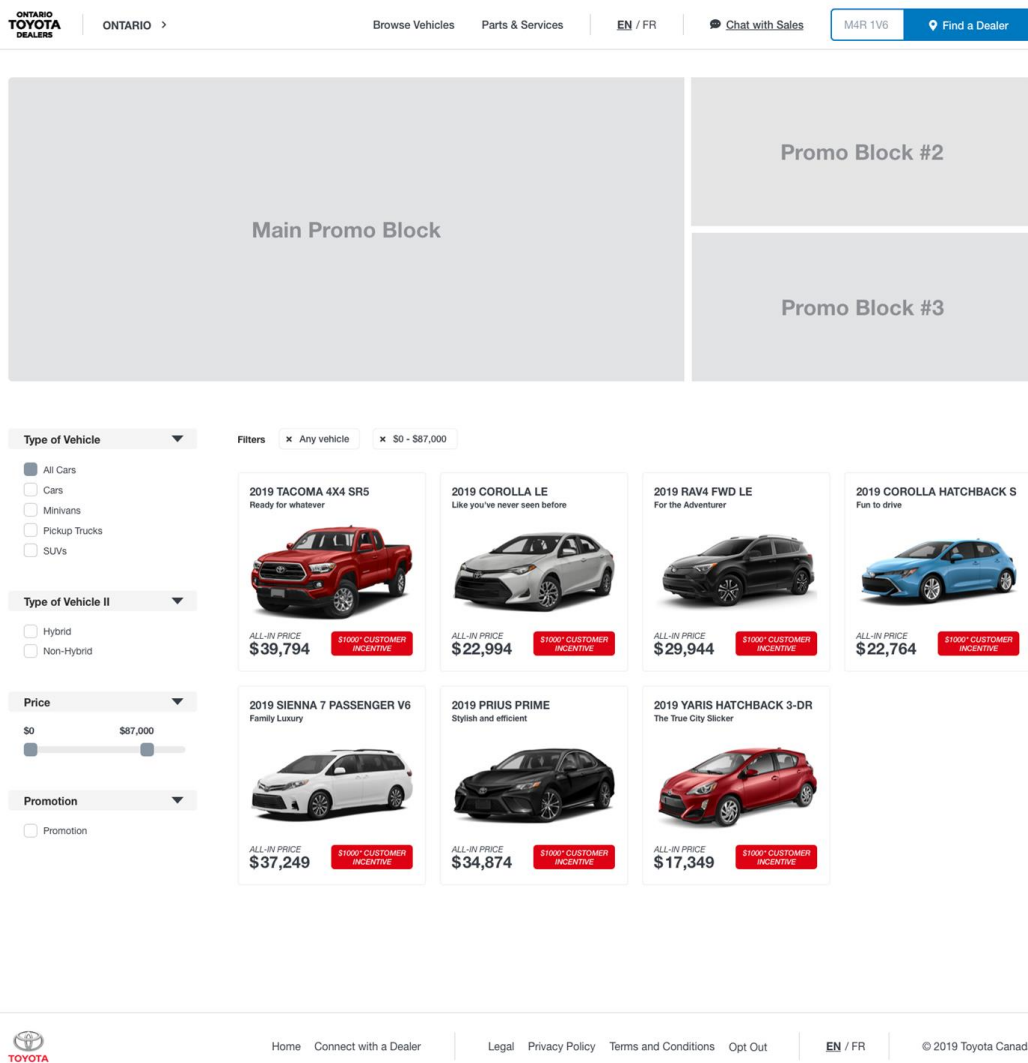 ONTARIO
TOYOTA
DEALERS
ONTARIO
Browse Vehicles
Parts & Services
EN / FR
Chat with Sales
M4R 1V6
Find a Dealer
Main Promo Block
Promo Block #2
Promo Block #3
Type of Vehicle
All Cars
Cars
Minivans
Pickup Trucks
SUVs
Type of Vehicle II
Hybrid
Non-Hybrid
Price
$0
$87,000
Promotion
Promotion
Filters
× Any vehicle
× $0 - $87,000
2019 TACOMA 4X4 SR5
Ready for whatever
ALL-IN PRICE
$39,794
$1000* CUSTOMER
INCENTIVE
2019 COROLLA LE
Like you've never seen before
ALL-IN PRICE
$22,994
$1000* CUSTOMER
INCENTIVE
2019 RAV4 FWD LE
For the Adventurer
ALL-IN PRICE
$29,944
$1000* CUSTOMER
INCENTIVE
2019 COROLLA HATCHBACK S
Fun to drive
ALL-IN PRICE
$22,764
$1000* CUSTOMER
INCENTIVE
2019 SIENNA 7 PASSENGER V6
Family Luxury
ALL-IN PRICE
$37,249
$1000* CUSTOMER
INCENTIVE
2019 PRIUS PRIME
Stylish and efficient
ALL-IN PRICE
$34,874
$1000* CUSTOMER
INCENTIVE
2019 YARIS HATCHBACK 3-DR
The True City Slicker
ALL-IN PRICE
$17,349
$1000* CUSTOMER
INCENTIVE
TOYOTA
Home
Connect with a Dealer
Legal
Privacy Policy
Terms and Conditions
Opt Out
EN / FR
© 2019 Toyota Canad